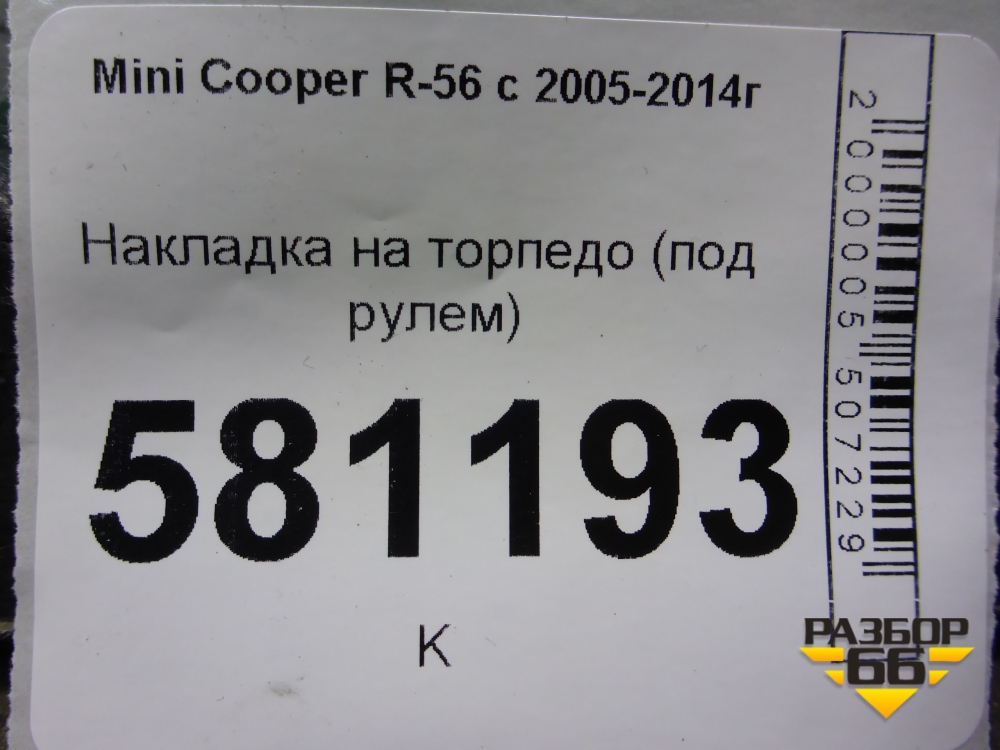 Mini Cooper R-56 с 2005-2014г
Накладка на торпедо (под
рулем)
581193
К
2000005507229
РАЗБОР
66